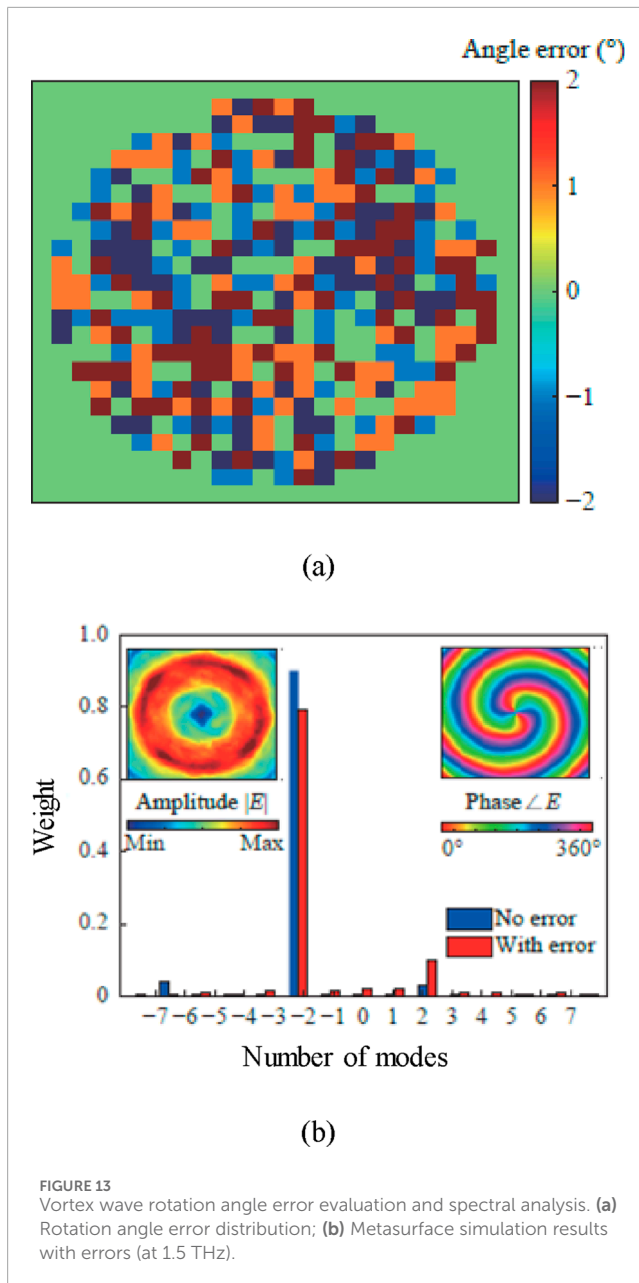 Angle error (°)
2
1
0
−1
−2
(a)
1.0
0.8
0.6
0.4
0.2
0
Weight
Amplitude |E|
Min Max
Phase ∠E
0° 360°
No error
With error
−7 −6 −5 −4 −3 −2 −1 0 1 2 3 4 5 6 7
Number of modes
(b)
FIGURE 13
Vortex wave rotation angle error evaluation and spectral analysis. (a)
Rotation angle error distribution; (b) Metasurface simulation results
with errors (at 1.5 THz).